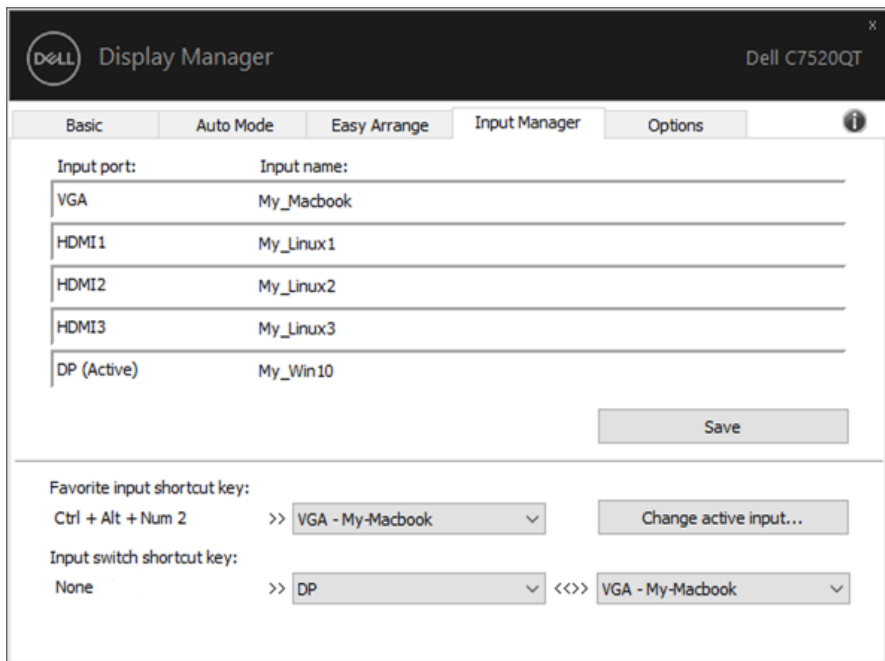 x
DELL Display Manager Dell C7520QT
Basic Auto Mode Easy Arrange Input Manager Options i
Input port: Input name:
VGA My_Macbook
HDMI1 My_Linux1
HDMI2 My_Linux2
HDMI3 My_Linux3
DP (Active) My_Win10
Save
Favorite input shortcut key:
Ctrl + Alt + Num 2 >> VGA - My-Macbook Change active input...
Input switch shortcut key:
None >> DP <<>> VGA - My-Macbook